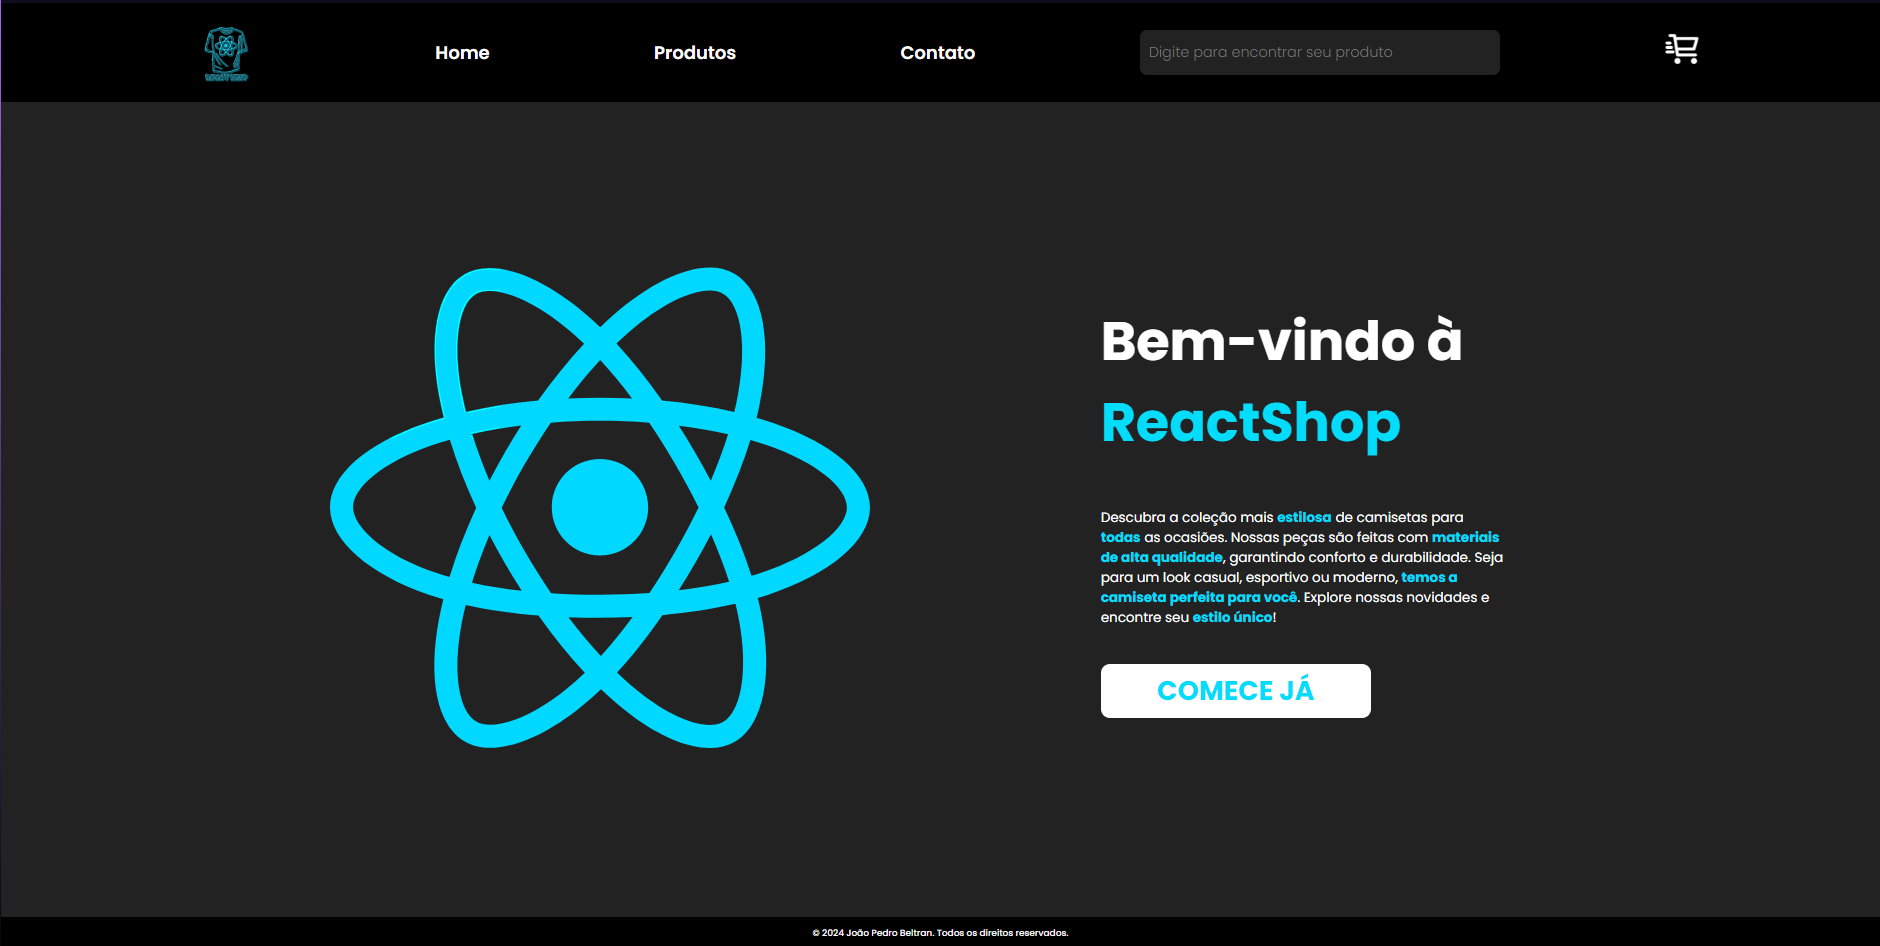 Home
Produtos
Contato
Digite para encontrar seu produto
Bem-vindo à
ReactShop
Descubra a coleção mais estilosa de camisetas para
todas as ocasiões. Nossas peças são feitas com materiais
de alta qualidade, garantindo conforto e durabilidade. Seja
para um look casual, esportivo ou moderno, temos a
camiseta perfeita para você. Explore nossas novidades e
encontre seu estilo único!
COMECE JÁ
© 2024 João Pedro Beltran. Todos os direitos reservados.